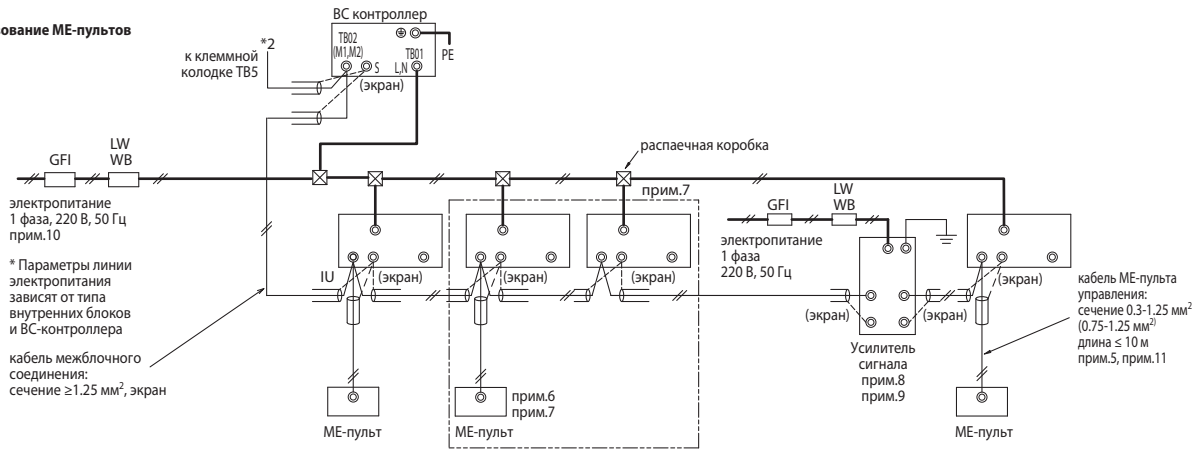 зование МЕ-пультов
ВС контроллер
*2
к клеммной
колодке ТВ5
TB02
(M1,M2)
S
TB01
L,N
PE
(экран)
GFI
LW
WB
распаечная коробка
прим.7
электропитание
1 фаза, 220 В, 50 Гц
прим.10
* Параметры линии
электропитания
зависят от типа
внутренних блоков
и ВС-контроллера
кабель межблочного
соединения:
сечение ≥1.25 мм², экран
IU
(экран)
(экран)
(экран)
GFI
LW
WB
электропитание
1 фаза
220 В, 50 Гц
(экран)
(экран)
(экран)
Усилитель
сигнала
прим.8
прим.9
кабель МЕ-пульта
управления:
сечение 0.3-1.25 мм²
(0.75-1.25 мм²)
длина ≤ 10 м
прим.5, прим.11
прим.6
прим.7
МЕ-пульт
МЕ-пульт
МЕ-пульт